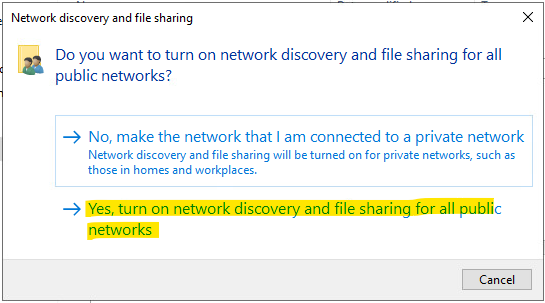 Network discovery and file sharing
Do you want to turn on network discovery and file sharing for all
public networks?
No, make the network that I am connected to a private network
Network discovery and file sharing will be turned on for private networks, such as
those in homes and workplaces.
Yes, turn on network discovery and file sharing for all public
networks
Cancel